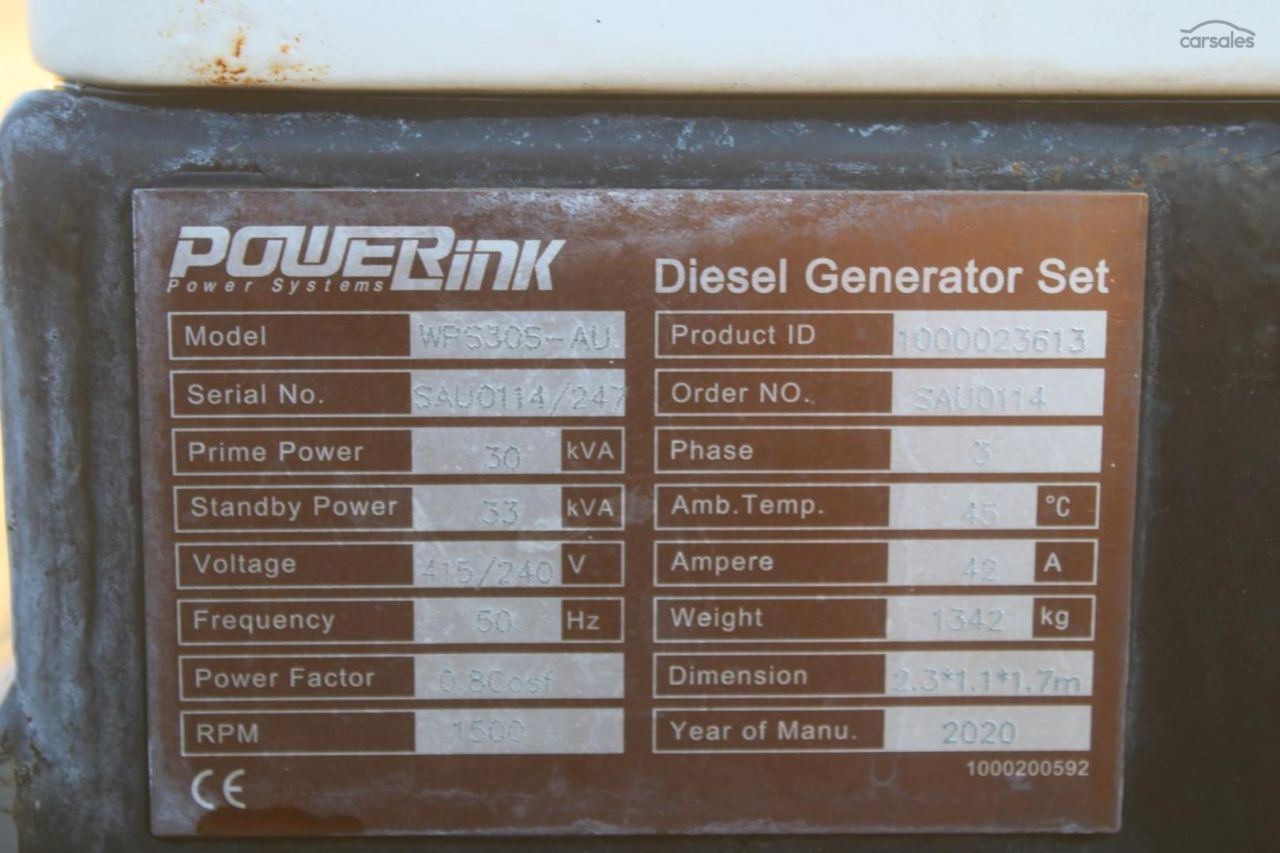 carsales
POWERLink
Power Systems
Diesel Generator Set
Model WPS30S-AU
Product ID 1000023613
Serial No. SAU0114/247
Order NO. SAU0114
Prime Power 30 kVA
Phase 3
Standby Power 33 kVA
Amb.Temp. 45 °C
Voltage 415/240 V
Ampere 42 A
Frequency 50 Hz
Weight 1342 kg
Power Factor 0.8Cosf
Dimension 2.3*1.1*1.7m
RPM 1500
Year of Manu. 2020
1000200592
CE